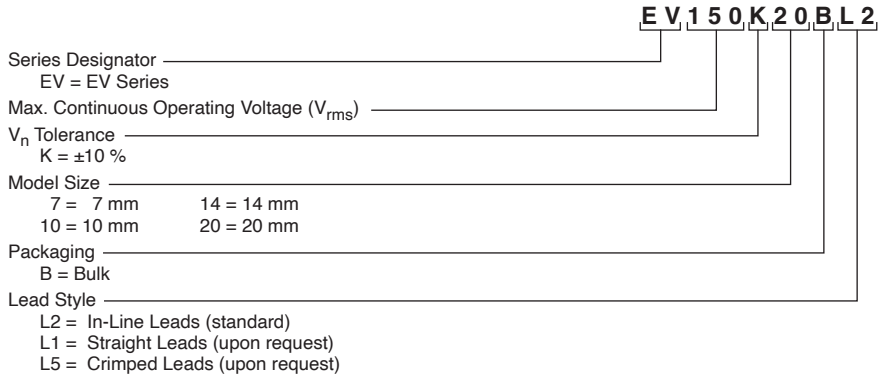 EV150K20BL2
Series Designator
EV = EV Series
Max. Continuous Operating Voltage (Vrms)
Vn Tolerance
K = ±10 %
Model Size
7 = 7 mm 14 = 14 mm
10 = 10 mm 20 = 20 mm
Packaging
B = Bulk
Lead Style
L2 = In-Line Leads (standard)
L1 = Straight Leads (upon request)
L5 = Crimped Leads (upon request)